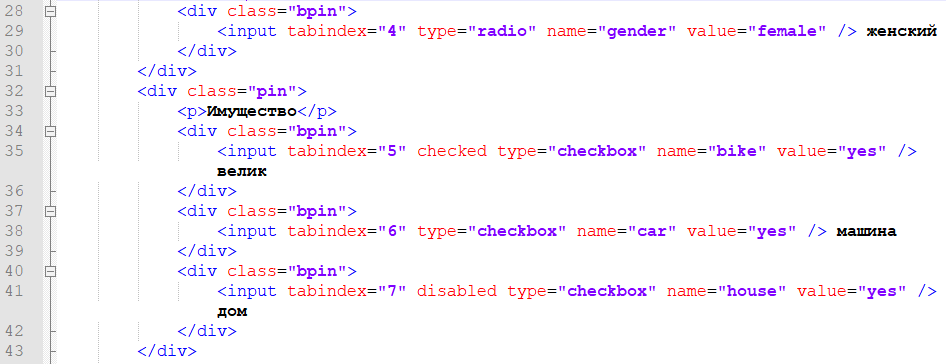 28 <div class="bpin">
29 <input tabindex="4" type="radio" name="gender" value="female" /> женский
30 </div>
31 </div>
32 <div class="pin">
33 <p>Имущество</p>
34 <div class="bpin">
35 <input tabindex="5" checked type="checkbox" name="bike" value="yes" />
велик
36 </div>
37 <div class="bpin">
38 <input tabindex="6" type="checkbox" name="car" value="yes" /> машина
39 </div>
40 <div class="bpin">
41 <input tabindex="7" disabled type="checkbox" name="house" value="yes" />
дом
42 </div>
43 </div>